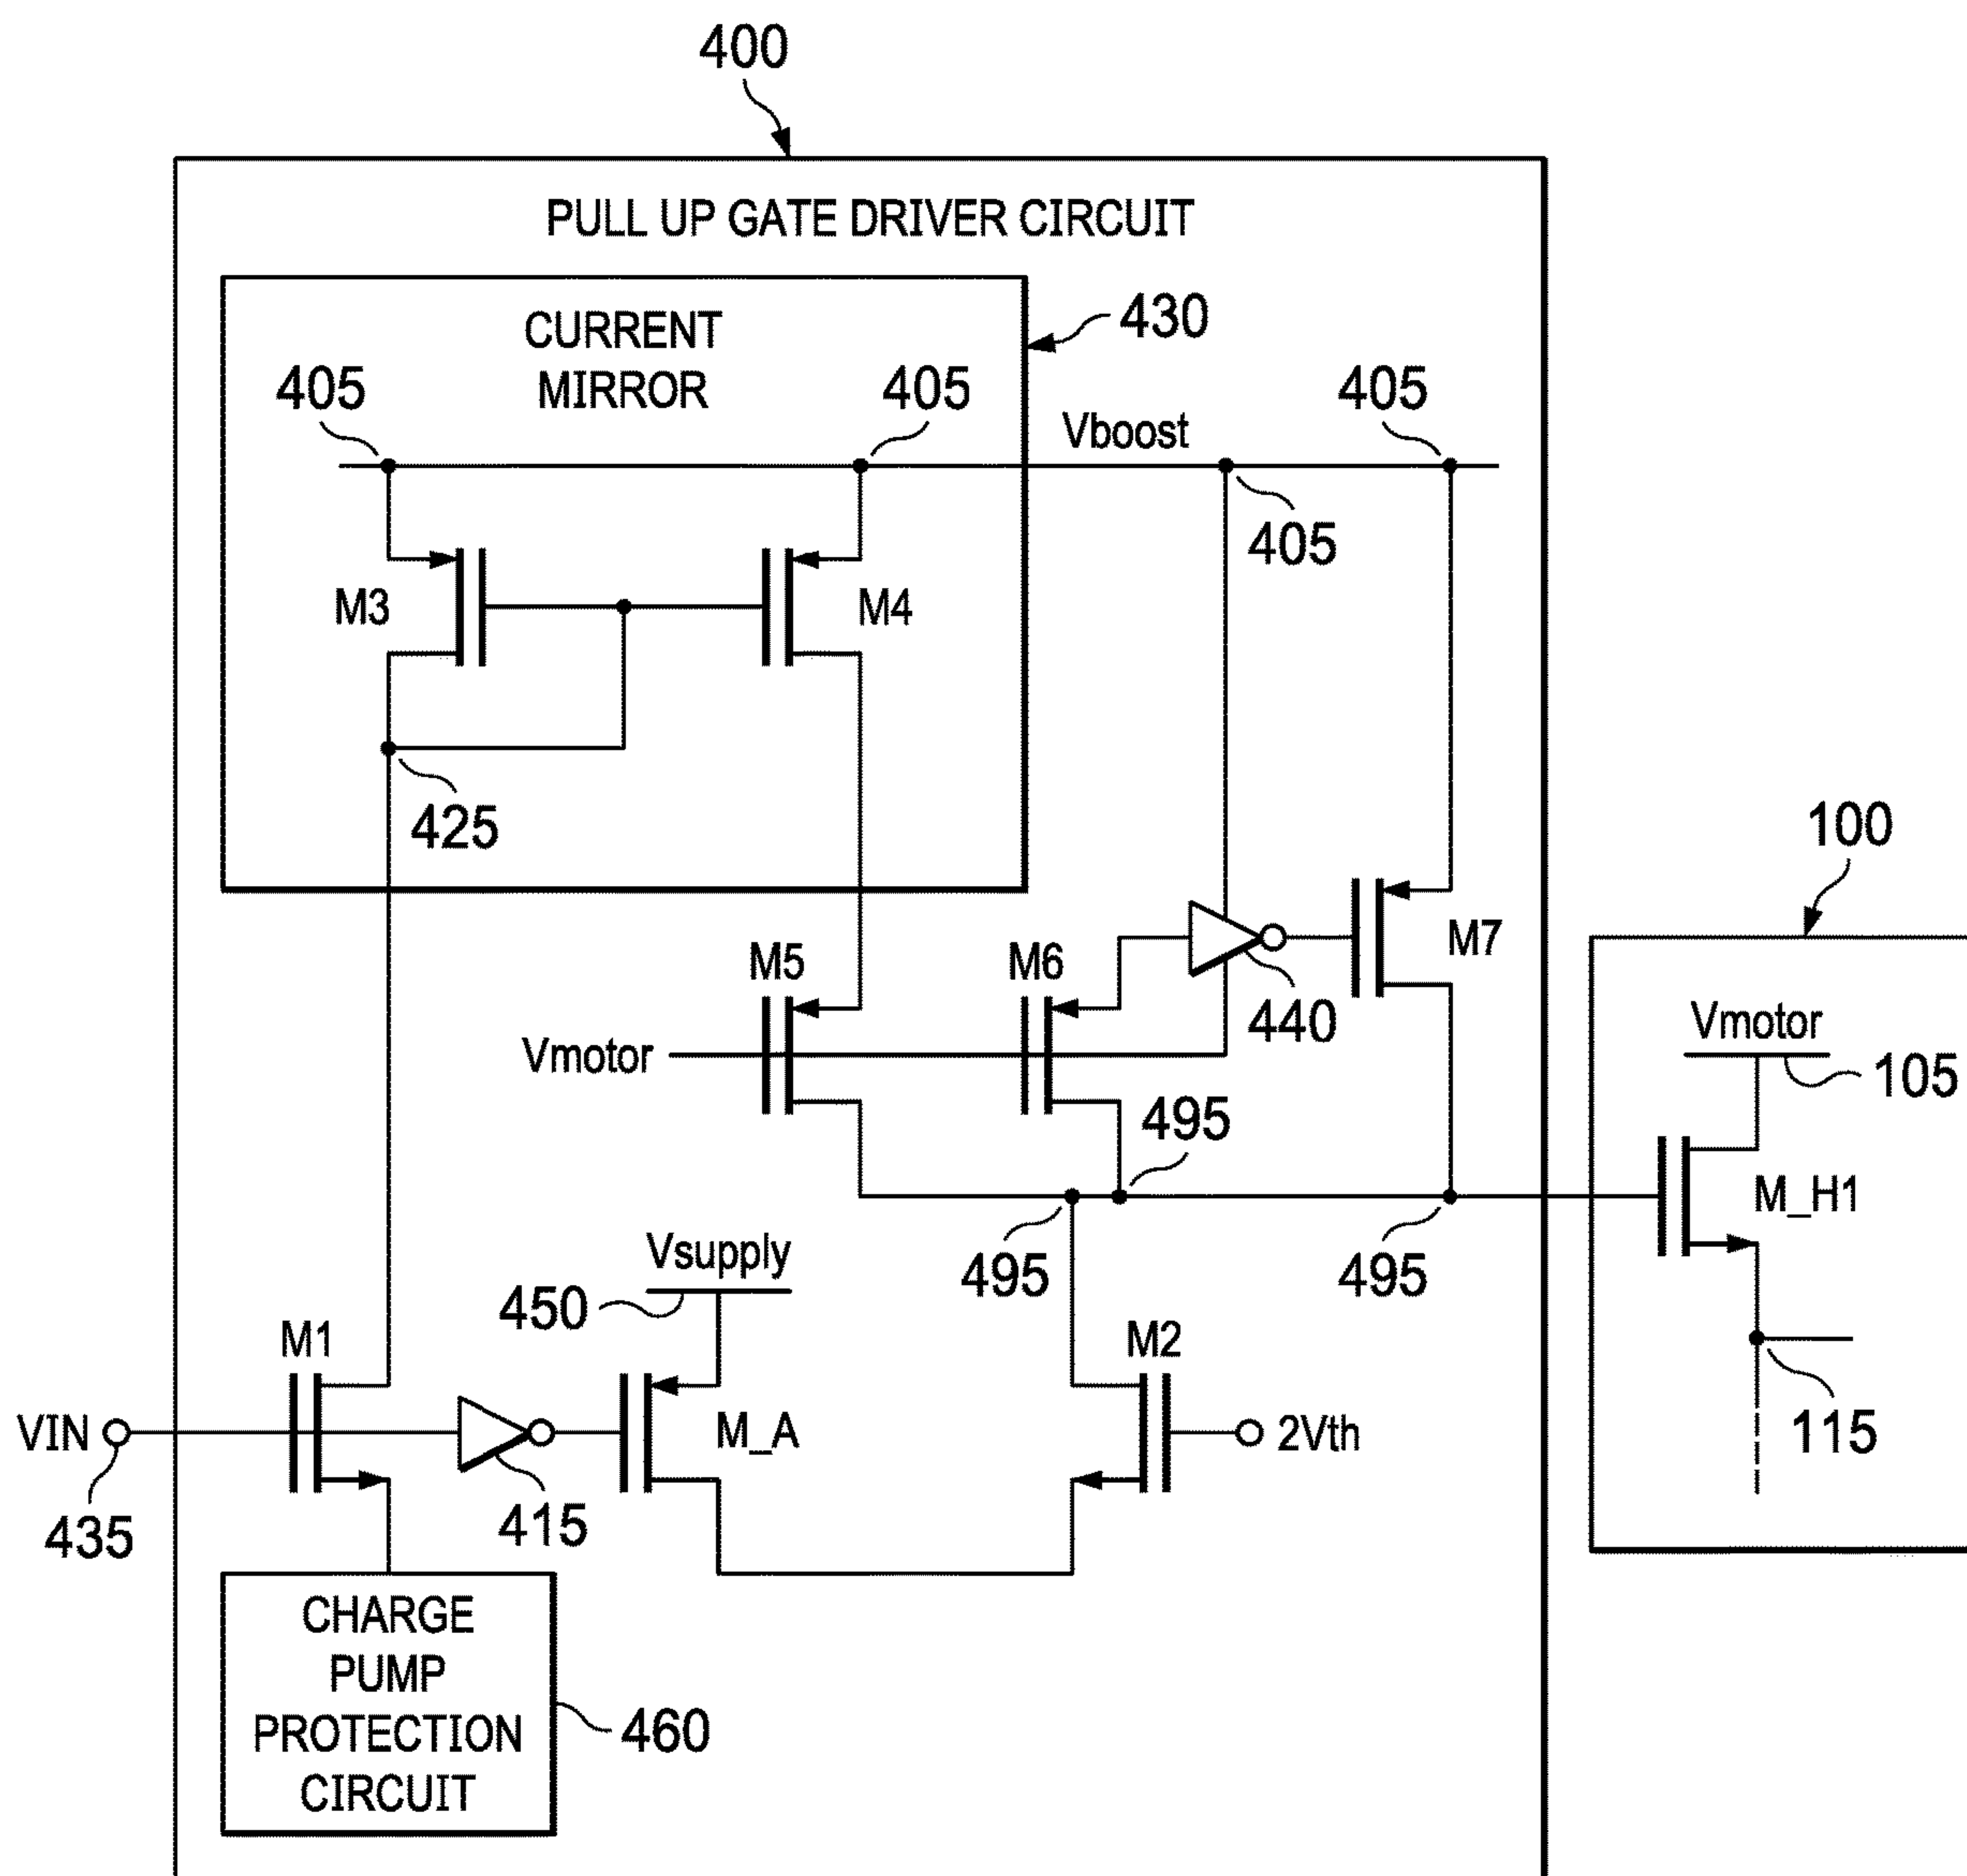 400
PULL UP GATE DRIVER CIRCUIT
CURRENT
MIRROR
430
405
405
405
Vboost
405
M3
M4
425
100
M5
M6
M7
440
Vmotor
Vmotor
105
495
M_H1
Vsupply
450
495
495
M1
M2
VIN
M_A
2Vth
115
435
415
CHARGE
PUMP
PROTECTION
CIRCUIT
460